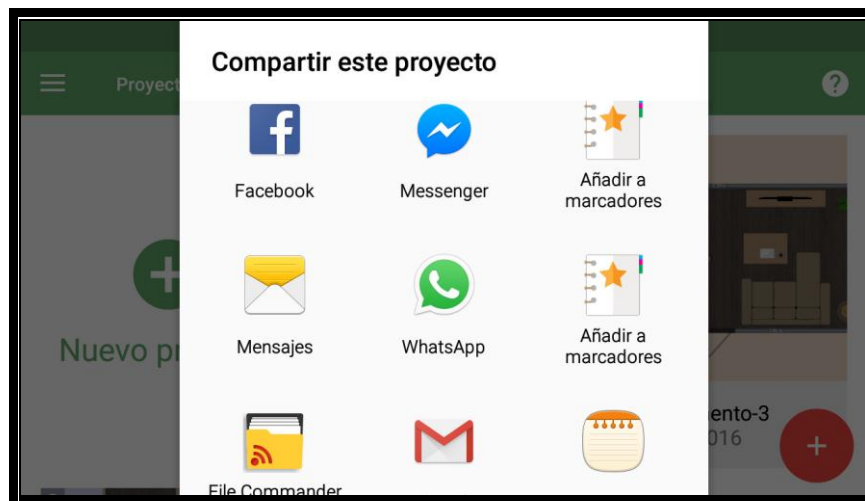 Compartir este proyecto
Proyect
Facebook
Messenger
Añadir a
marcadores
Nuevo pr
Mensajes
WhatsApp
Añadir a
marcadores
ento-3
016
File Commander